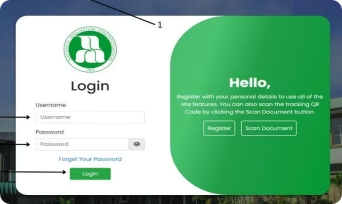 1
Login
Username
Username
Password
Password
Forget Your Password
Login
Hello,
Register with your personal details to use all of the
site features. You can also scan the tracking QR
Code by clicking the Scan Document button.
Register
Scan Document